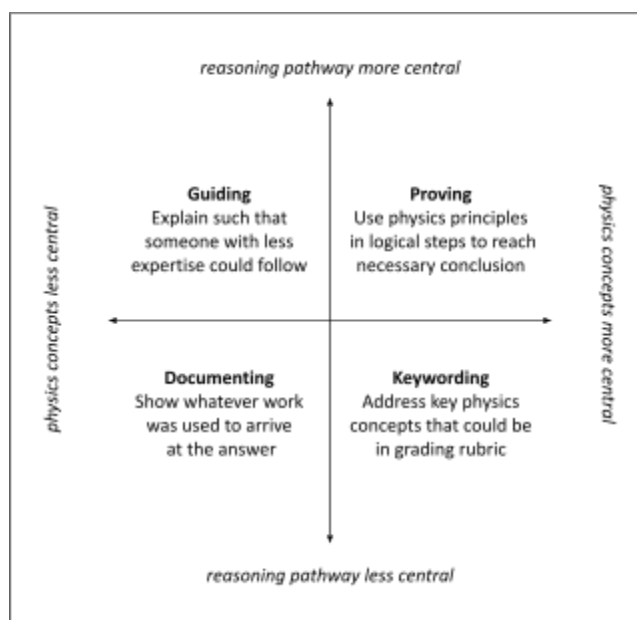 reasoning pathway more central
physics concepts less central
Guiding
Explain such that
someone with less
expertise could follow
Proving
Use physics principles
in logical steps to reach
necessary conclusion
physics concepts more central
Documenting
Show whatever work
was used to arrive
at the answer
Keywording
Address key physics
concepts that could be
in grading rubric
reasoning pathway less central